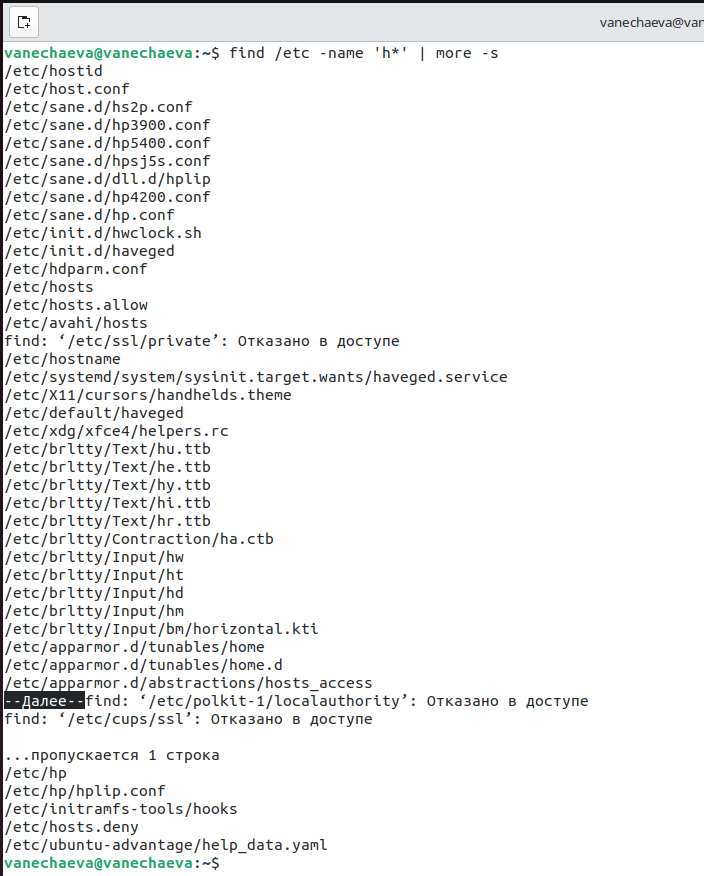 vanechaeva@va
vanechaeva@vanechaeva:~$ find /etc -name 'h*' | more -s
/etc/hostid
/etc/host.conf
/etc/sane.d/hs2p.conf
/etc/sane.d/hp3900.conf
/etc/sane.d/hp5400.conf
/etc/sane.d/hpsj5s.conf
/etc/sane.d/dll.d/hplip
/etc/sane.d/hp4200.conf
/etc/sane.d/hp.conf
/etc/init.d/hwclock.sh
/etc/init.d/haveged
/etc/hdparm.conf
/etc/hosts
/etc/hosts.allow
/etc/avahi/hosts
find: ‘/etc/ssl/private’: Отказано в доступе
/etc/hostname
/etc/systemd/system/sysinit.target.wants/haveged.service
/etc/X11/cursors/handhelds.theme
/etc/default/haveged
/etc/xdg/xfce4/helpers.rc
/etc/brltty/Text/hu.ttb
/etc/brltty/Text/he.ttb
/etc/brltty/Text/hy.ttb
/etc/brltty/Text/hi.ttb
/etc/brltty/Text/hr.ttb
/etc/brltty/Contraction/ha.ctb
/etc/brltty/Input/hw
/etc/brltty/Input/ht
/etc/brltty/Input/hd
/etc/brltty/Input/hm
/etc/brltty/Input/bm/horizontal.kti
/etc/apparmor.d/tunables/home
/etc/apparmor.d/tunables/home.d
/etc/apparmor.d/abstractions/hosts_access
--Далее--find: ‘/etc/polkit-1/localauthority’: Отказано в доступе
find: ‘/etc/cups/ssl’: Отказано в доступе
...пропускается 1 строка
/etc/hp
/etc/hp/hplip.conf
/etc/initramfs-tools/hooks
/etc/hosts.deny
/etc/ubuntu-advantage/help_data.yaml
vanechaeva@vanechaeva:~$